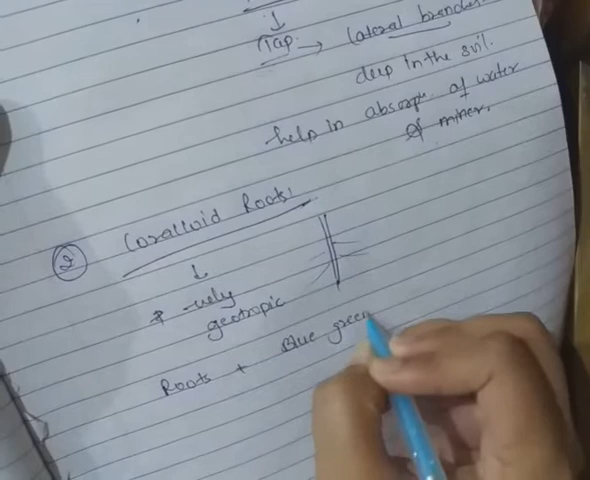 Tap → lateral branches
deep in the soil.
help in absorp. of water
& miner.
② Coralloid Roots
↓
* -vely
geotropic
Roots + Blue green